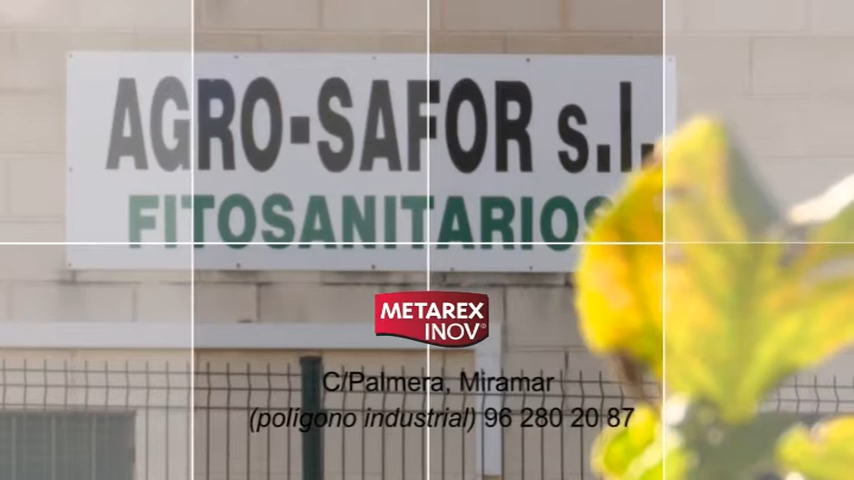 AGRO-SAFOR s.l.
FITOSANITARIOS
METAREX
INOV®
C/Palmera, Miramar
(polígono industrial) 96 280 20 87